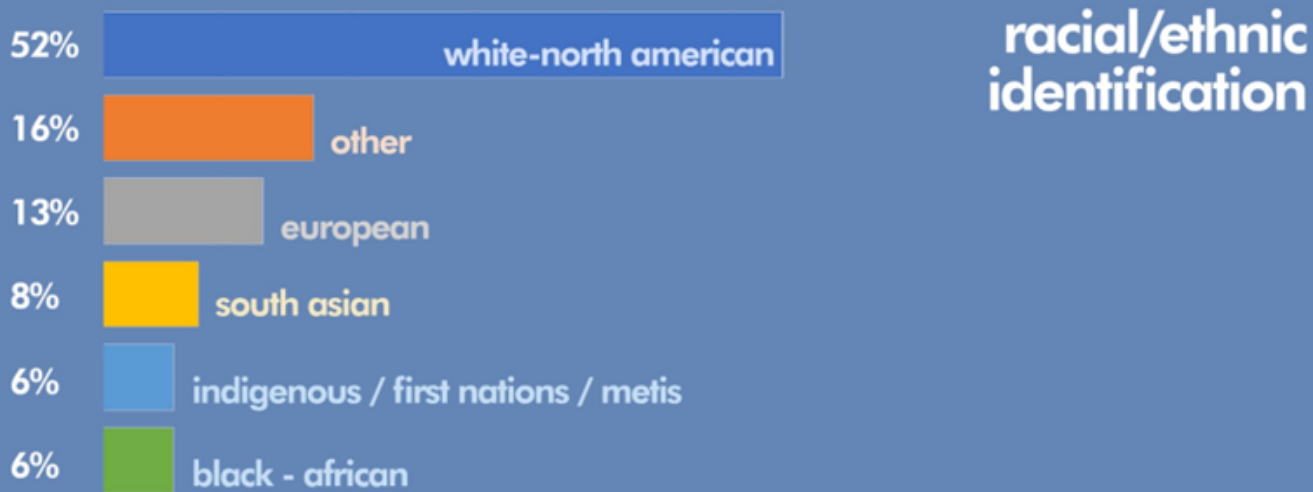 racial/ethnic
identification
52%
white-north american
16%
other
13%
european
8%
south asian
6%
indigenous / first nations / metis
6%
black - african